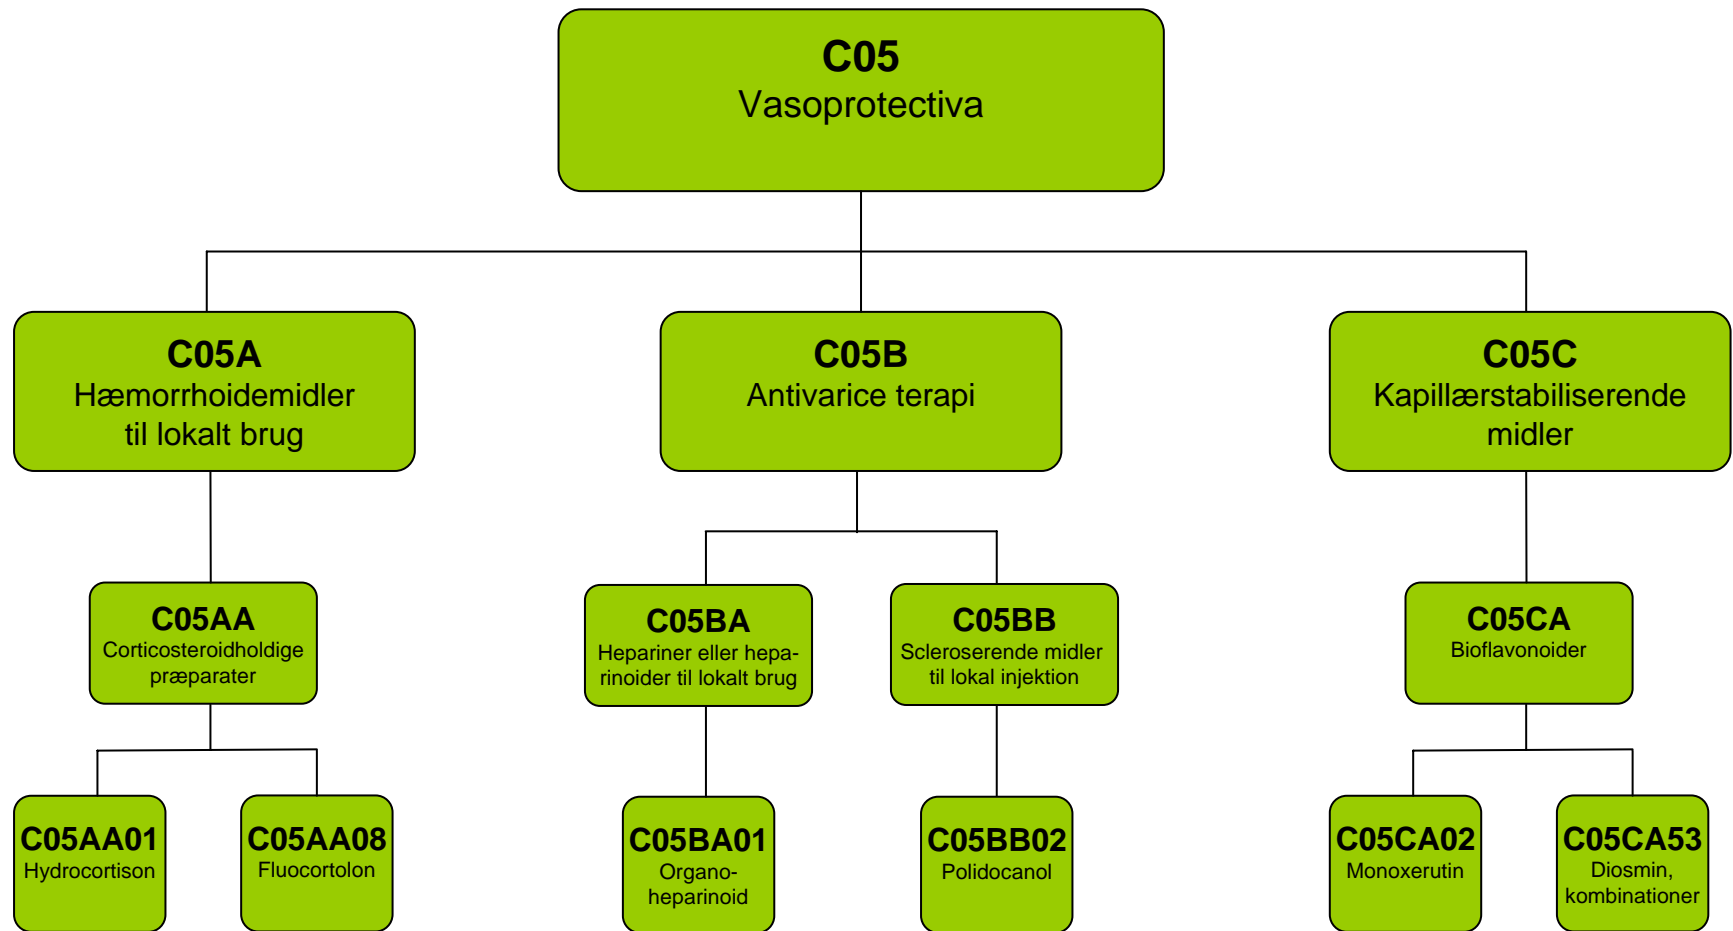 C05
Vasoprotectiva
C05A
Hæmorrhoidemidler
til lokalt brug
C05B
Antivarice terapi
C05C
Kapillærstabiliserende
midler
C05AA
Corticosteroidholdige
præparater
C05BA
Hepariner eller hepa-
rinoider til lokalt brug
C05BB
Scleroserende midler
til lokal injektion
C05CA
Bioflavonoider
C05AA01
Hydrocortison
C05AA08
Fluocortolon
C05BA01
Organo-
heparinoid
C05BB02
Polidocanol
C05CA02
Monoxerutin
C05CA53
Diosmin,
kombinationer